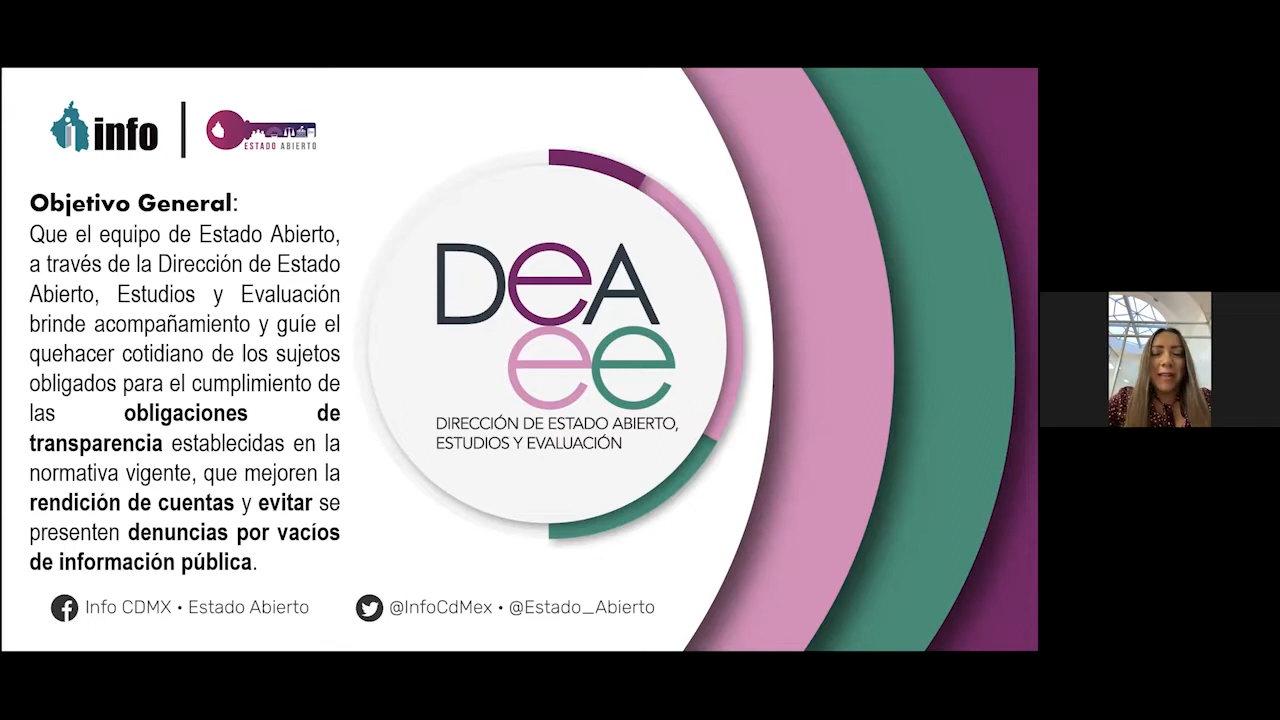 info
ESTADO ABIERTO
Objetivo General:
Que el equipo de Estado Abierto,
a través de la Dirección de Estado
Abierto, Estudios y Evaluación
brinde acompañamiento y guíe el
quehacer cotidiano de los sujetos
obligados para el cumplimiento de
las obligaciones de
transparencia establecidas en la
normativa vigente, que mejoren la
rendición de cuentas y evitar se
presenten denuncias por vacíos
de información pública.
DeA
ee
DIRECCIÓN DE ESTADO ABIERTO,
ESTUDIOS Y EVALUACIÓN
Info CDMX • Estado Abierto
@InfoCdMex • @Estado_Abierto